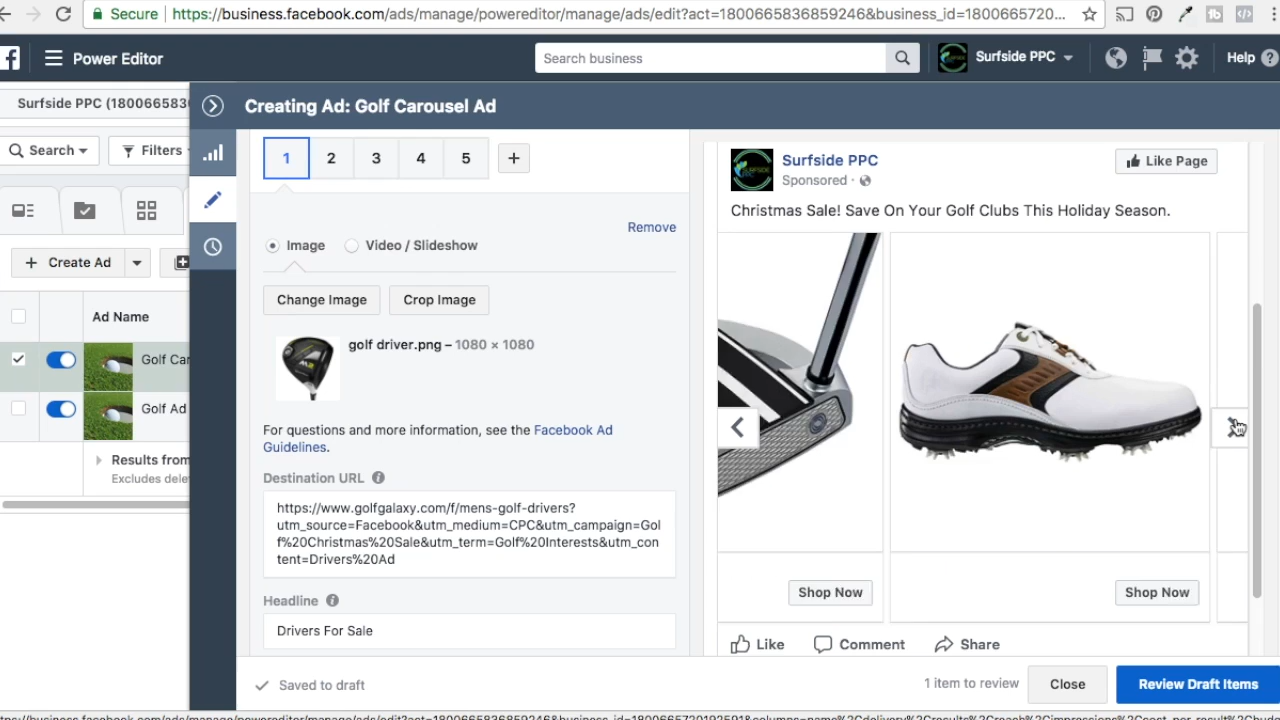 Secure
https://business.facebook.com/ads/manage/powereditor/manage/ads/edit?act=1800665836859246&business_id=1800665720...
Power Editor
Search business
Surfside PPC
Help
Surfside PPC (1800665836
Creating Ad: Golf Carousel Ad
Search
Filters
Create Ad
Ad Name
Golf Car
Golf Ad
Results from
Excludes delet
1
2
3
4
5
+
Remove
Image
Video / Slideshow
Change Image
Crop Image
golf driver.png – 1080 × 1080
For questions and more information, see the Facebook Ad
Guidelines.
Destination URL
https://www.golfgalaxy.com/f/mens-golf-drivers?
utm_source=Facebook&utm_medium=CPC&utm_campaign=Gol
f%20Christmas%20Sale&utm_term=Golf%20Interests&utm_con
tent=Drivers%20Ad
Headline
Drivers For Sale
Surfside PPC
Sponsored ·
Like Page
Christmas Sale! Save On Your Golf Clubs This Holiday Season.
Shop Now
Shop Now
Like
Comment
Share
Saved to draft
1 item to review
Close
Review Draft Items